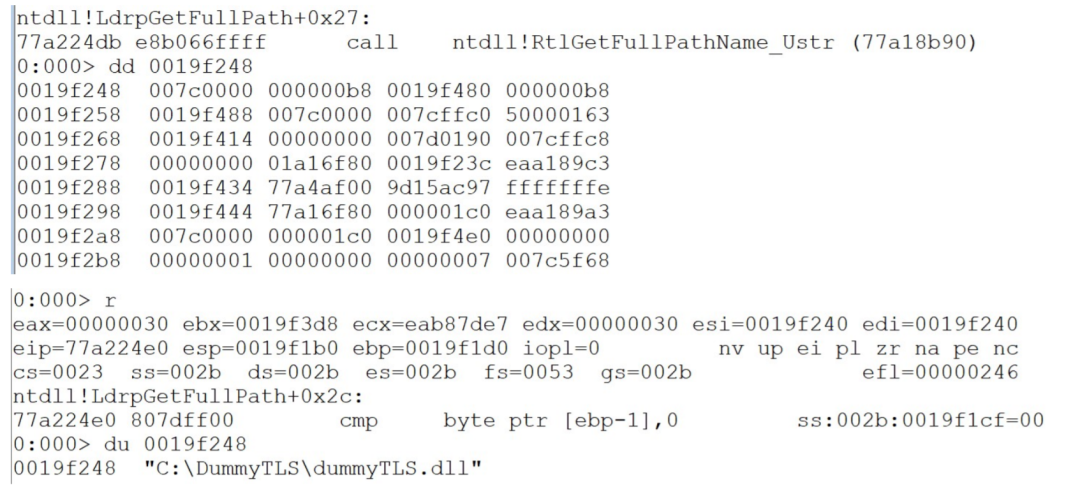 ntdll!LdrpGetFullPath+0x27:
77a224db e8b066ffff call ntdll!RtlGetFullPathName_Ustr (77a18b90)
0:000> dd 0019f248
0019f248 007c0000 000000b8 0019f480 000000b8
0019f258 0019f488 007c0000 007cffc0 50000163
0019f268 0019f414 00000000 007d0190 007cffc8
0019f278 00000000 01a16f80 0019f23c eaa189c3
0019f288 0019f434 77a4af00 9d15ac97 fffffffe
0019f298 0019f444 77a16f80 000001c0 eaa189a3
0019f2a8 007c0000 000001c0 0019f4e0 00000000
0019f2b8 00000001 00000000 00000007 007c5f68
0:000> r
eax=00000030 ebx=0019f3d8 ecx=eab87de7 edx=00000030 esi=0019f240 edi=0019f240
eip=77a224e0 esp=0019f1b0 ebp=0019f1d0 iopl=0 nv up ei pl zr na pe nc
cs=0023 ss=002b ds=002b es=002b fs=0053 gs=002b efl=00000246
ntdll!LdrpGetFullPath+0x2c:
77a224e0 807dff00 cmp byte ptr [ebp-1],0 ss:002b:0019f1cf=00
0:000> du 0019f248
0019f248 "C:\DummyTLS\dummyTLS.dll"